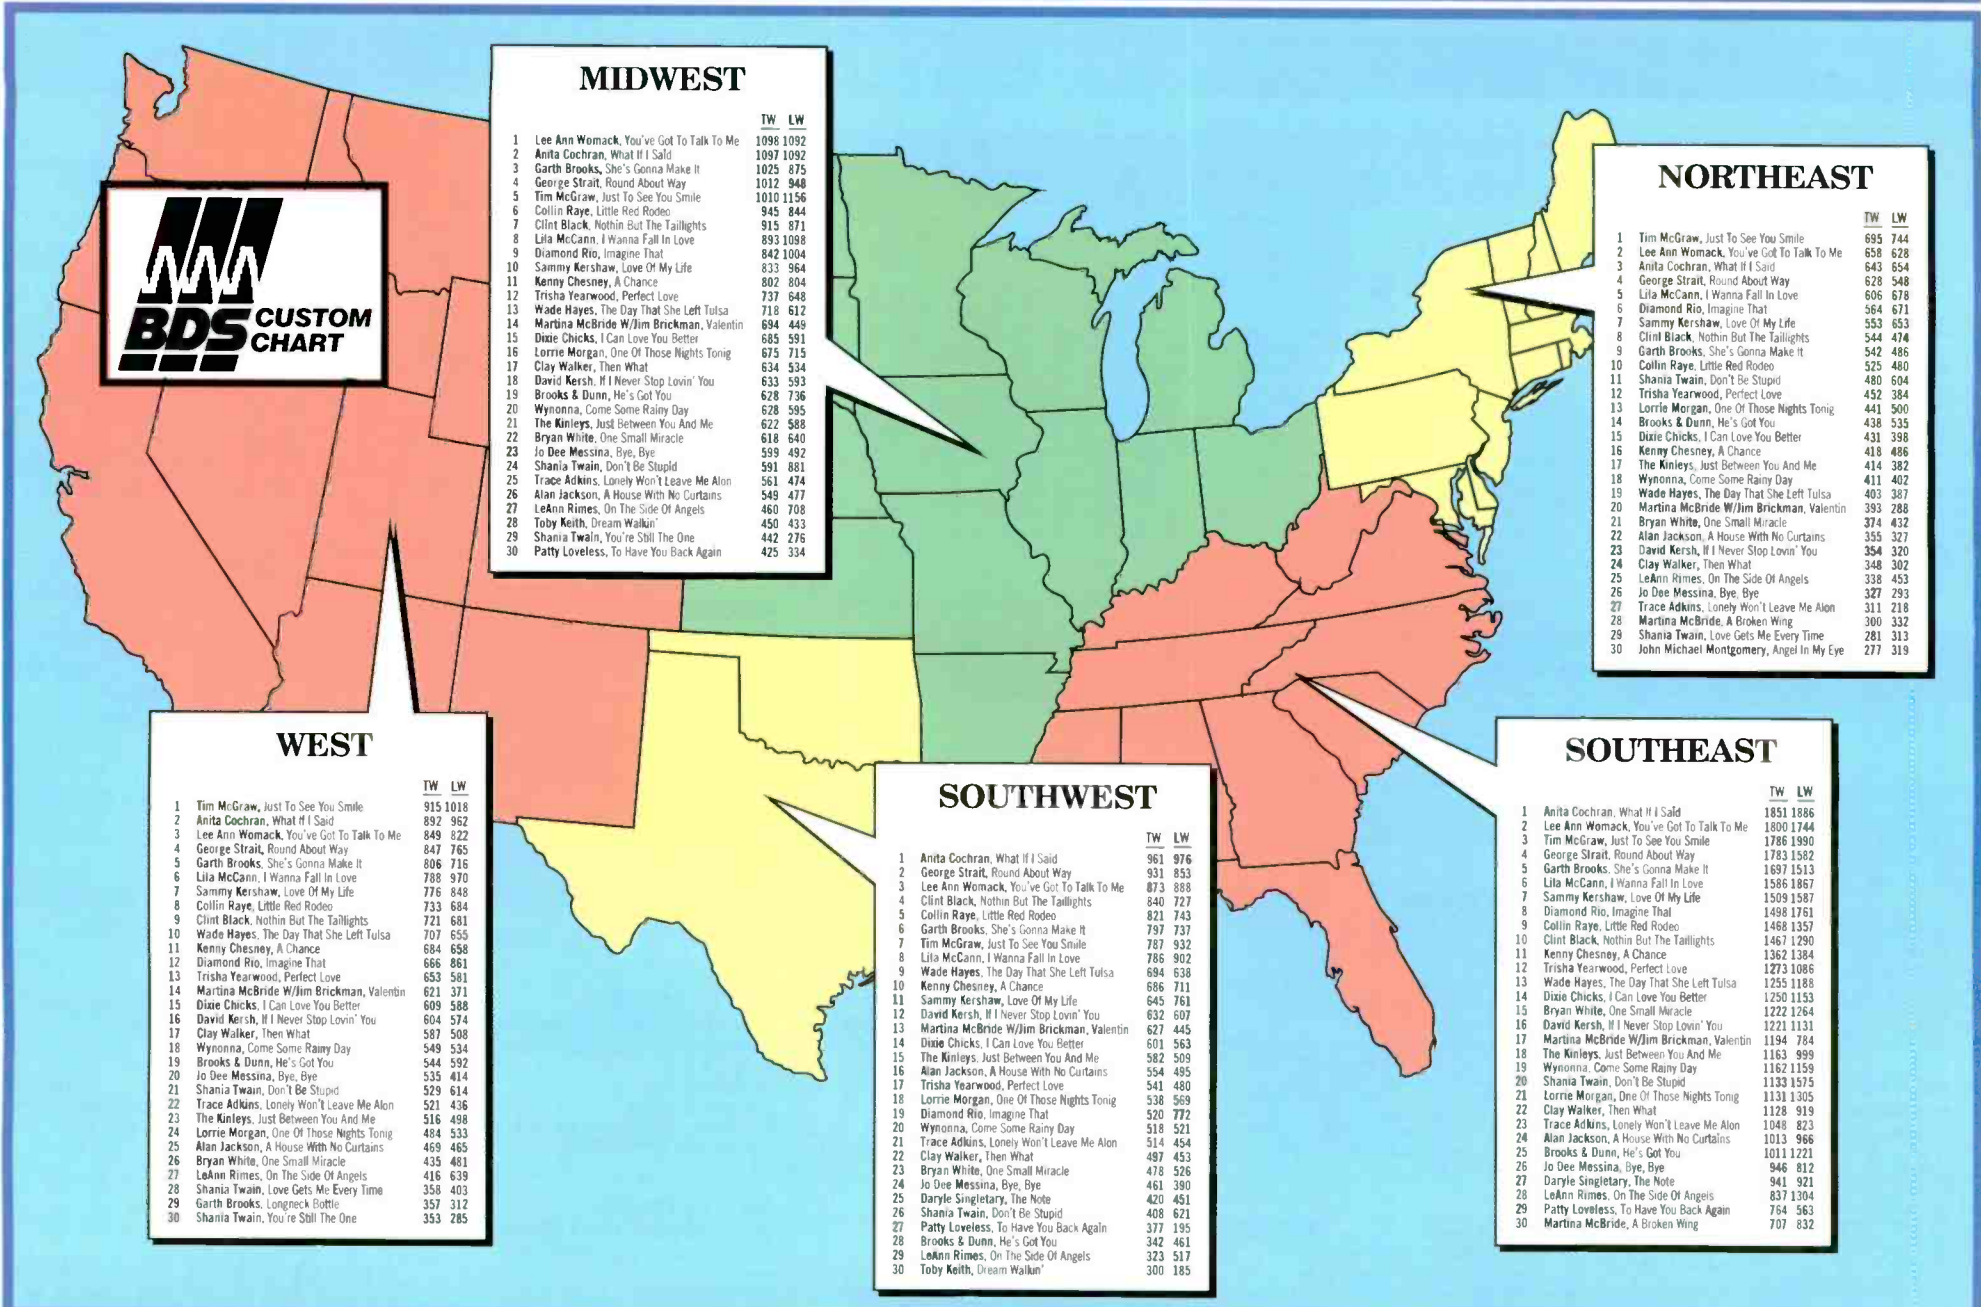 BDS CUSTOM
CHART
MIDWEST
TW LW
1 Lee Ann Womack, You've Got To Talk To Me 1098 1092
2 Anita Cochran, What If I Said 1097 1092
3 Garth Brooks, She's Gonna Make It 1025 875
4 George Strait, Round About Way 1012 948
5 Tim McGraw, Just To See You Smile 1010 1156
6 Collin Raye, Little Red Rodeo 945 844
7 Clint Black, Nothin But The Taillights 915 871
8 Lila McCann, I Wanna Fall In Love 893 1098
9 Diamond Rio, Imagine That 842 1004
10 Sammy Kershaw, Love Of My Life 833 964
11 Kenny Chesney, A Chance 802 804
12 Trisha Yearwood, Perfect Love 737 648
13 Wade Hayes, The Day That She Left Tulsa 718 612
14 Martina McBride W/Jim Brickman, Valentin 694 449
15 Dixie Chicks, I Can Love You Better 685 591
16 Lorrie Morgan, One Of Those Nights Tonig 675 715
17 Clay Walker, Then What 634 534
18 David Kersh, If I Never Stop Lovin' You 633 593
19 Brooks & Dunn, He's Got You 628 736
20 Wynonna, Come Some Rainy Day 628 595
21 The Kinleys, Just Between You And Me 622 588
22 Bryan White, One Small Miracle 618 640
23 Jo Dee Messina, Bye, Bye 599 492
24 Shania Twain, Don't Be Stupid 591 881
25 Trace Adkins, Lonely Won't Leave Me Alon 561 474
26 Alan Jackson, A House With No Curtains 549 477
27 LeAnn Rimes, On The Side Of Angels 460 708
28 Toby Keith, Dream Walkin' 450 433
29 Shania Twain, You're Still The One 442 276
30 Patty Loveless, To Have You Back Again 425 334
NORTHEAST
TW LW
1 Tim McGraw, Just To See You Smile 695 744
2 Lee Ann Womack, You've Got To Talk To Me 658 628
3 Anita Cochran, What If I Said 643 654
4 George Strait, Round About Way 628 548
5 Lila McCann, I Wanna Fall In Love 606 678
6 Diamond Rio, Imagine That 564 671
7 Sammy Kershaw, Love Of My Life 553 653
8 Clint Black, Nothin But The Taillights 544 474
9 Garth Brooks, She's Gonna Make It 542 486
10 Collin Raye, Little Red Rodeo 525 480
11 Shania Twain, Don't Be Stupid 480 604
12 Trisha Yearwood, Perfect Love 452 384
13 Lorrie Morgan, One Of Those Nights Tonig 441 500
14 Brooks & Dunn, He's Got You 438 535
15 Dixie Chicks, I Can Love You Better 431 398
16 Kenny Chesney, A Chance 418 486
17 The Kinleys, Just Between You And Me 414 382
18 Wynonna, Come Some Rainy Day 411 402
19 Wade Hayes, The Day That She Left Tulsa 403 387
20 Martina McBride W/Jim Brickman, Valentin 393 288
21 Bryan White, One Small Miracle 374 432
22 Alan Jackson, A House With No Curtains 355 327
23 David Kersh, If I Never Stop Lovin' You 354 320
24 Clay Walker, Then What 348 302
25 LeAnn Rimes, On The Side Of Angels 338 453
26 Jo Dee Messina, Bye, Bye 327 293
27 Trace Adkins, Lonely Won't Leave Me Alon 311 218
28 Martina McBride, A Broken Wing 300 332
29 Shania Twain, Love Gets Me Every Time 281 313
30 John Michael Montgomery, Angel In My Eye 277 319
WEST
TW LW
1 Tim McGraw, Just To See You Smile 915 1018
2 Anita Cochran, What If I Said 892 962
3 Lee Ann Womack, You've Got To Talk To Me 849 822
4 George Strait, Round About Way 847 765
5 Garth Brooks, She's Gonna Make It 806 716
6 Lila McCann, I Wanna Fall In Love 788 970
7 Sammy Kershaw, Love Of My Life 776 848
8 Collin Raye, Little Red Rodeo 733 684
9 Clint Black, Nothin But The Taillights 721 681
10 Wade Hayes, The Day That She Left Tulsa 707 655
11 Kenny Chesney, A Chance 684 658
12 Diamond Rio, Imagine That 666 861
13 Trisha Yearwood, Perfect Love 653 581
14 Martina McBride W/Jim Brickman, Valentin 621 371
15 Dixie Chicks, I Can Love You Better 609 588
16 David Kersh, If I Never Stop Lovin' You 604 574
17 Clay Walker, Then What 587 508
18 Wynonna, Come Some Rainy Day 549 534
19 Brooks & Dunn, He's Got You 544 592
20 Jo Dee Messina, Bye, Bye 535 414
21 Shania Twain, Don't Be Stupid 529 614
22 Trace Adkins, Lonely Won't Leave Me Alon 521 436
23 The Kinleys, Just Between You And Me 516 498
24 Lorrie Morgan, One Of Those Nights Tonig 484 533
25 Alan Jackson, A House With No Curtains 469 465
26 Bryan White, One Small Miracle 435 481
27 LeAnn Rimes, On The Side Of Angels 416 639
28 Shania Twain, Love Gets Me Every Time 358 403
29 Garth Brooks, Longneck Bottle 357 312
30 Shania Twain, You're Still The One 353 285
SOUTHWEST
TW LW
1 Anita Cochran, What If I Said 961 976
2 George Strait, Round About Way 931 853
3 Lee Ann Womack, You've Got To Talk To Me 873 888
4 Clint Black, Nothin But The Taillights 840 727
5 Collin Raye, Little Red Rodeo 821 743
6 Garth Brooks, She's Gonna Make It 797 737
7 Tim McGraw, Just To See You Smile 787 932
8 Lila McCann, I Wanna Fall In Love 786 902
9 Wade Hayes, The Day That She Left Tulsa 694 638
10 Kenny Chesney, A Chance 686 711
11 Sammy Kershaw, Love Of My Life 645 761
12 David Kersh, If I Never Stop Lovin' You 632 607
13 Martina McBride W/Jim Brickman, Valentin 627 445
14 Dixie Chicks, I Can Love You Better 601 563
15 The Kinleys, Just Between You And Me 582 509
16 Alan Jackson, A House With No Curtains 554 495
17 Trisha Yearwood, Perfect Love 541 480
18 Lorrie Morgan, One Of Those Nights Tonig 538 569
19 Diamond Rio, Imagine That 520 772
20 Wynonna, Come Some Rainy Day 518 521
21 Trace Adkins, Lonely Won't Leave Me Alon 514 454
22 Clay Walker, Then What 497 453
23 Bryan White, One Small Miracle 478 526
24 Jo Dee Messina, Bye, Bye 461 390
25 Daryle Singletary, The Note 420 451
26 Shania Twain, Don't Be Stupid 408 621
27 Patty Loveless, To Have You Back Again 377 195
28 Brooks & Dunn, He's Got You 342 461
29 LeAnn Rimes, On The Side Of Angels 323 517
30 Toby Keith, Dream Walkin' 300 185
SOUTHEAST
TW LW
1 Anita Cochran, What If I Said 1851 1886
2 Lee Ann Womack, You've Got To Talk To Me 1800 1744
3 Tim McGraw, Just To See You Smile 1786 1990
4 George Strait, Round About Way 1783 1582
5 Garth Brooks, She's Gonna Make It 1697 1513
6 Lila McCann, I Wanna Fall In Love 1586 1867
7 Sammy Kershaw, Love Of My Life 1509 1587
8 Diamond Rio, Imagine That 1498 1761
9 Collin Raye, Little Red Rodeo 1468 1357
10 Clint Black, Nothin But The Taillights 1467 1290
11 Kenny Chesney, A Chance 1362 1384
12 Trisha Yearwood, Perfect Love 1273 1086
13 Wade Hayes, The Day That She Left Tulsa 1255 1188
14 Dixie Chicks, I Can Love You Better 1250 1153
15 Bryan White, One Small Miracle 1222 1264
16 David Kersh, If I Never Stop Lovin' You 1221 1131
17 Martina McBride W/Jim Brickman, Valentin 1194 784
18 The Kinleys, Just Between You And Me 1163 999
19 Wynonna, Come Some Rainy Day 1162 1159
20 Shania Twain, Don't Be Stupid 1133 1575
21 Lorrie Morgan, One Of Those Nights Tonig 1131 1305
22 Clay Walker, Then What 1128 919
23 Trace Adkins, Lonely Won't Leave Me Alon 1048 823
24 Alan Jackson, A House With No Curtains 1013 966
25 Brooks & Dunn, He's Got You 1011 1221
26 Jo Dee Messina, Bye, Bye 946 812
27 Daryle Singletary, The Note 941 921
28 LeAnn Rimes, On The Side Of Angels 837 1304
29 Patty Loveless, To Have You Back Again 764 563
30 Martina McBride, A Broken Wing 707 832